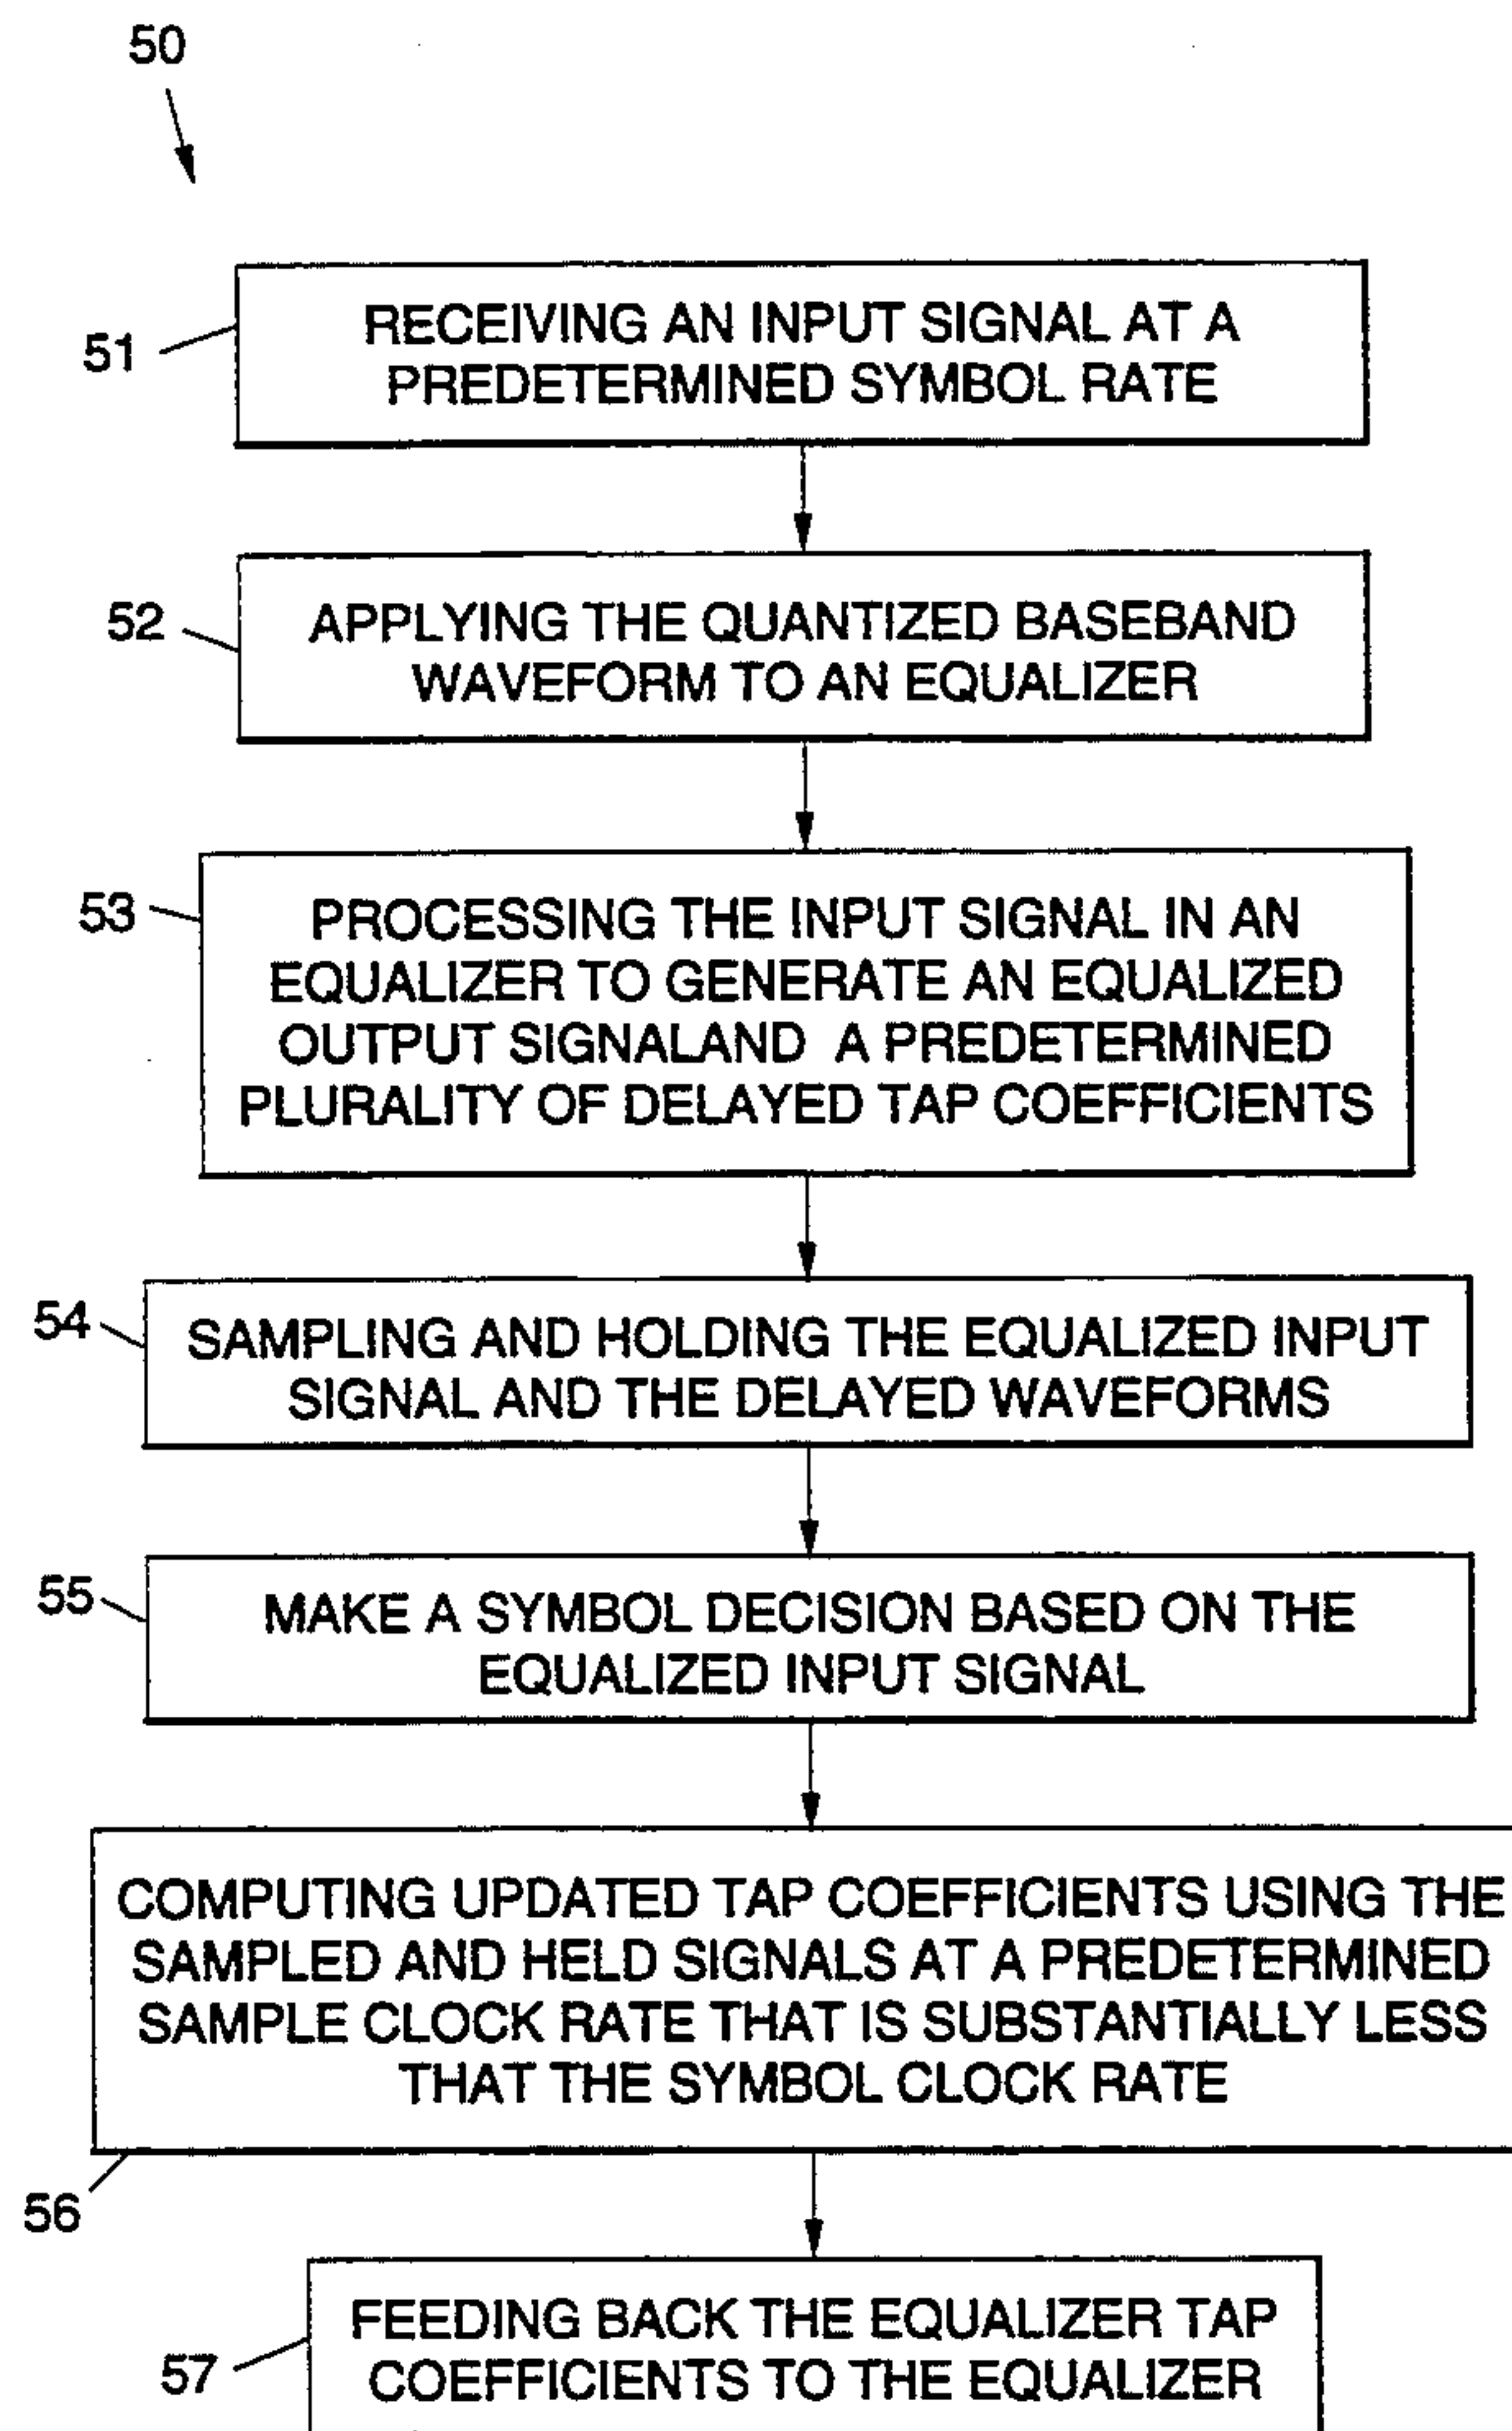 50
51
RECEIVING AN INPUT SIGNAL AT A
PREDETERMINED SYMBOL RATE
52
APPLYING THE QUANTIZED BASEBAND
WAVEFORM TO AN EQUALIZER
53
PROCESSING THE INPUT SIGNAL IN AN
EQUALIZER TO GENERATE AN EQUALIZED
OUTPUT SIGNALAND A PREDETERMINED
PLURALITY OF DELAYED TAP COEFFICIENTS
54
SAMPLING AND HOLDING THE EQUALIZED INPUT
SIGNAL AND THE DELAYED WAVEFORMS
55
MAKE A SYMBOL DECISION BASED ON THE
EQUALIZED INPUT SIGNAL
COMPUTING UPDATED TAP COEFFICIENTS USING THE
SAMPLED AND HELD SIGNALS AT A PREDETERMINED
SAMPLE CLOCK RATE THAT IS SUBSTANTIALLY LESS
THAT THE SYMBOL CLOCK RATE
56
FEEDING BACK THE EQUALIZER TAP
COEFFICIENTS TO THE EQUALIZER
57